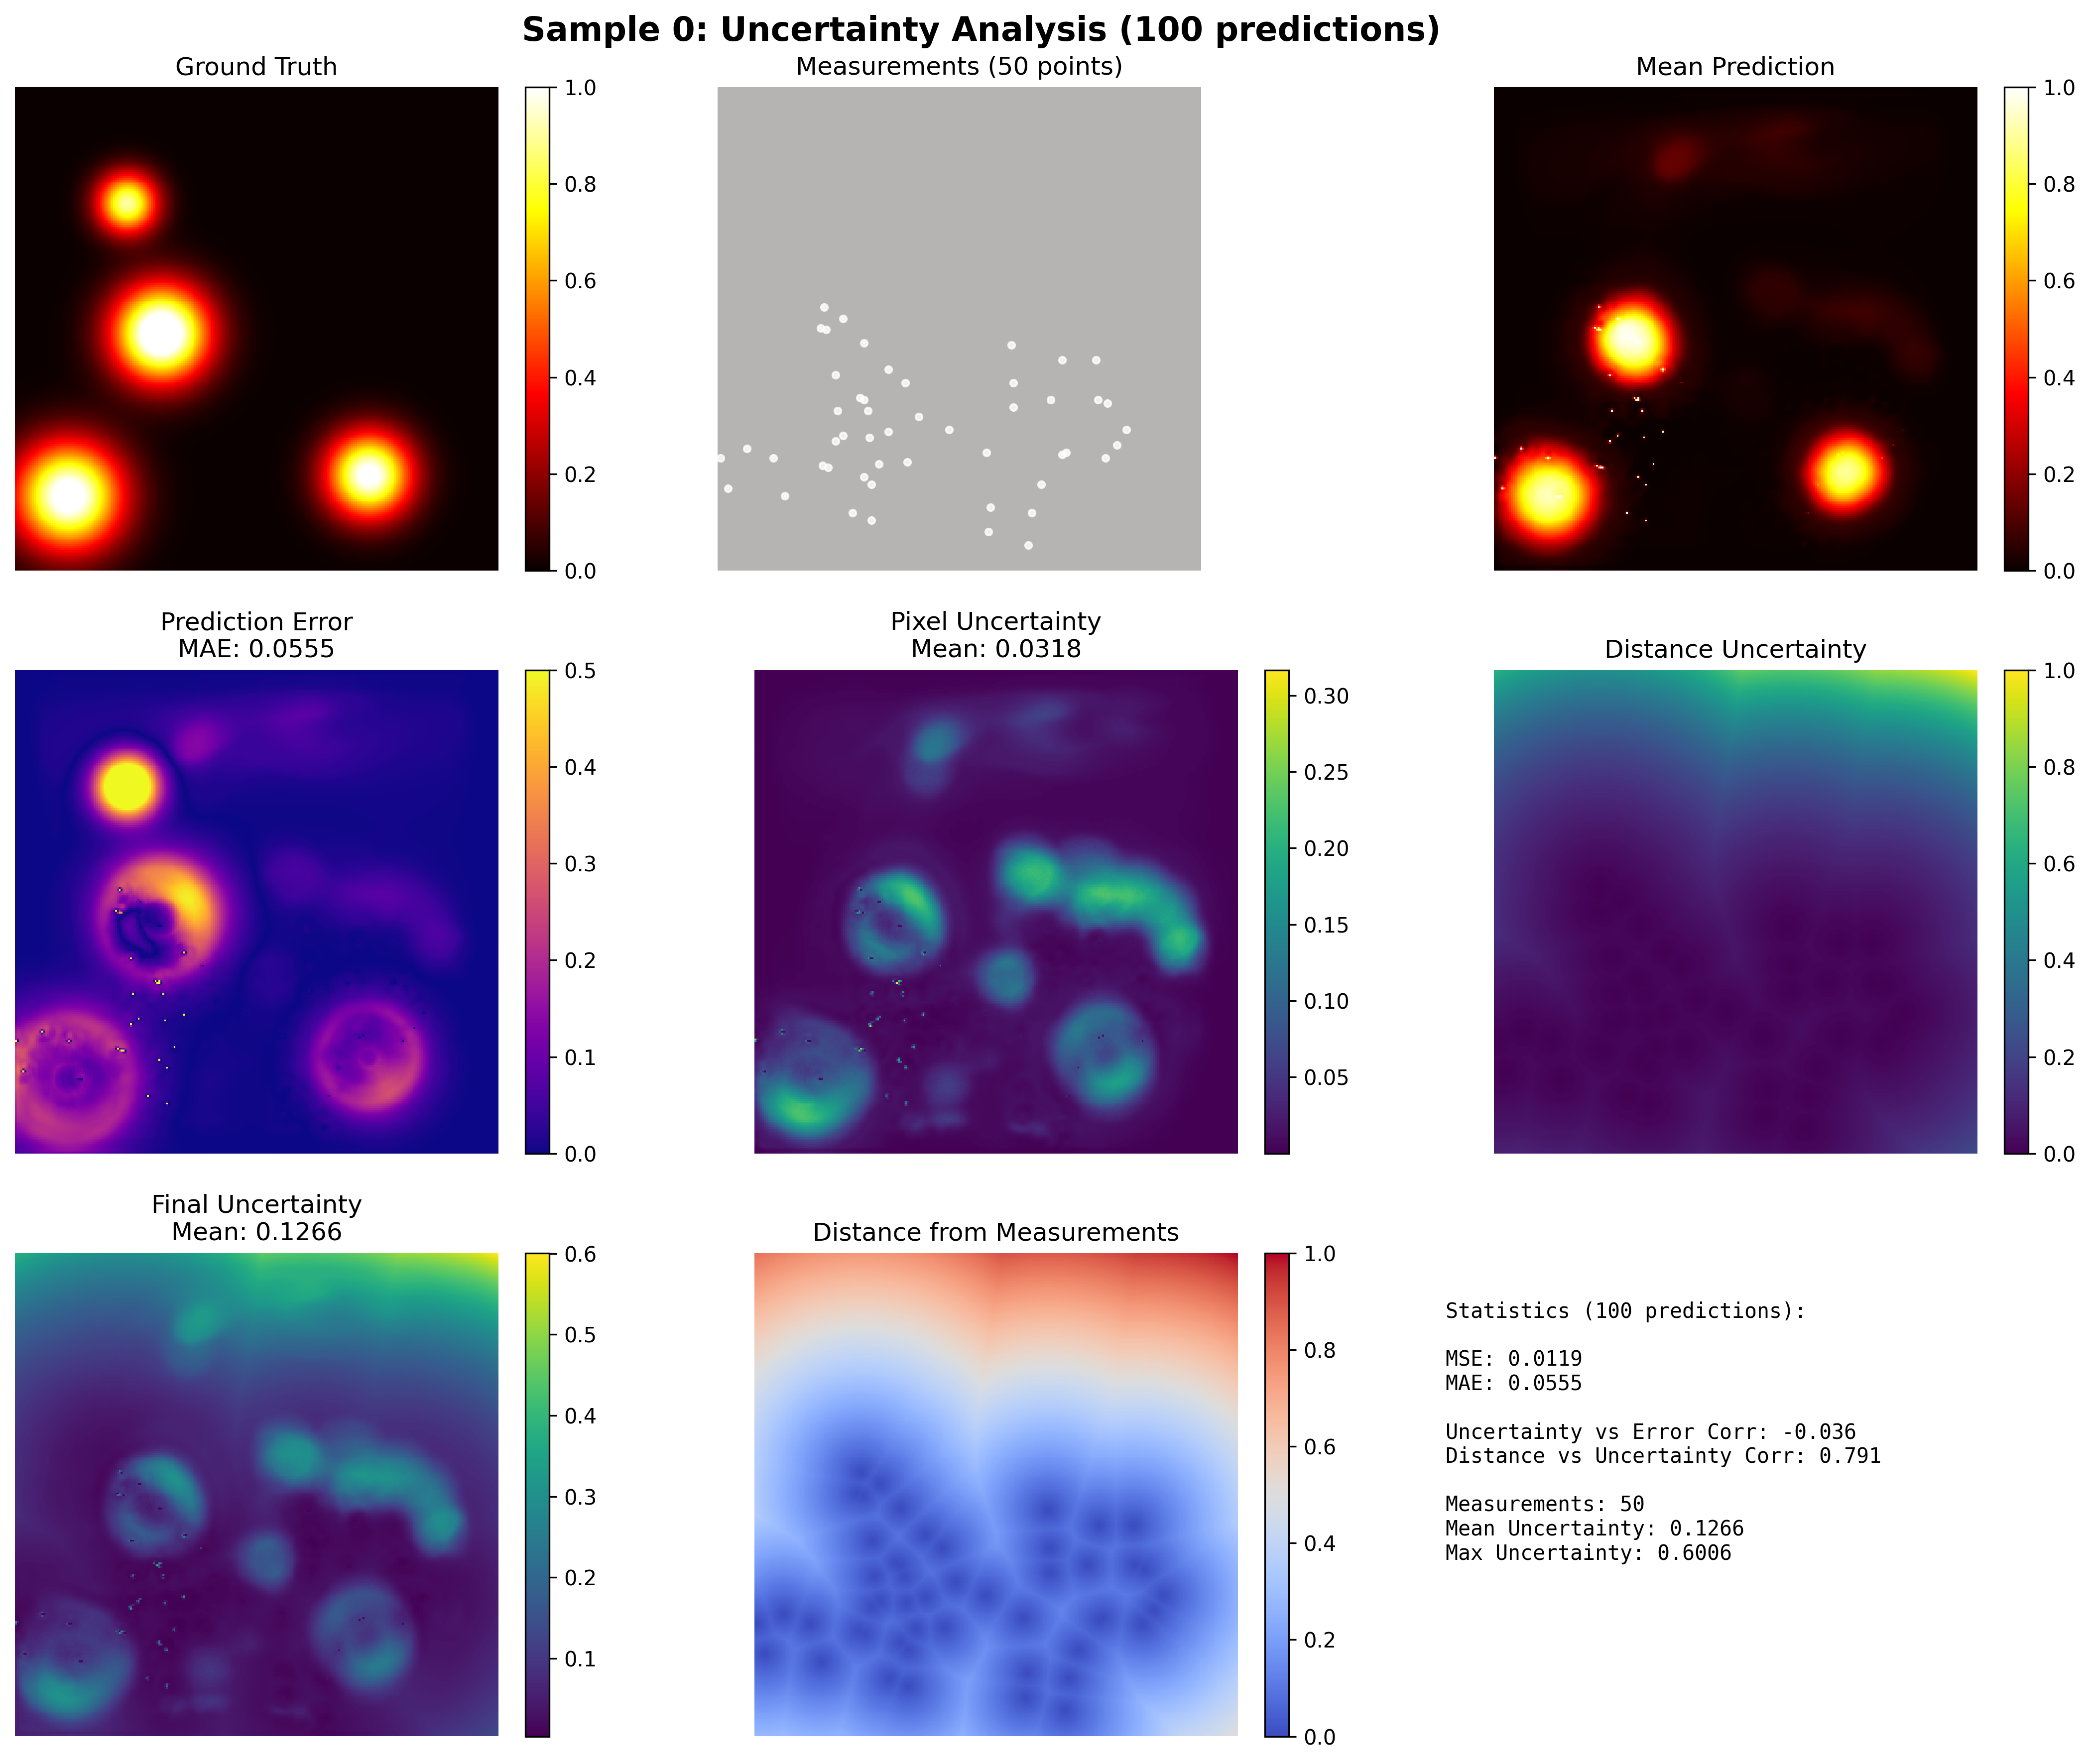 Sample 0: Uncertainty Analysis (100 predictions)
Ground Truth
1.0
0.8
0.6
0.4
0.2
0.0
Measurements (50 points)
Mean Prediction
1.0
0.8
0.6
0.4
0.2
0.0
Prediction Error
MAE: 0.0555
0.5
0.4
0.3
0.2
0.1
0.0
Pixel Uncertainty
Mean: 0.0318
0.30
0.25
0.20
0.15
0.10
0.05
Distance Uncertainty
1.0
0.8
0.6
0.4
0.2
0.0
Final Uncertainty
Mean: 0.1266
0.6
0.5
0.4
0.3
0.2
0.1
Distance from Measurements
1.0
0.8
0.6
0.4
0.2
0.0
Statistics (100 predictions):
MSE: 0.0119
MAE: 0.0555
Uncertainty vs Error Corr: -0.036
Distance vs Uncertainty Corr: 0.791
Measurements: 50
Mean Uncertainty: 0.1266
Max Uncertainty: 0.6006